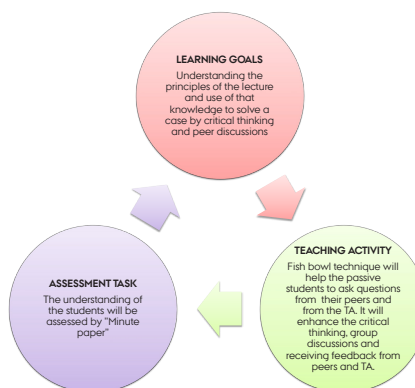 LEARNING GOALS
Understanding the
principles of the lecture
and use of that
knowledge to solve a
case by critical thinking
and peer discussions
TEACHING ACTIVITY
Fish bowl technique will
help the passive
students to ask questions
from their peers and
from the TA. It will
enhance the critical
thinking, group
discussions and
receiving feedback from
peers and TA.
ASSESSMENT TASK
The understanding of
the students will be
assessed by "Minute
paper"